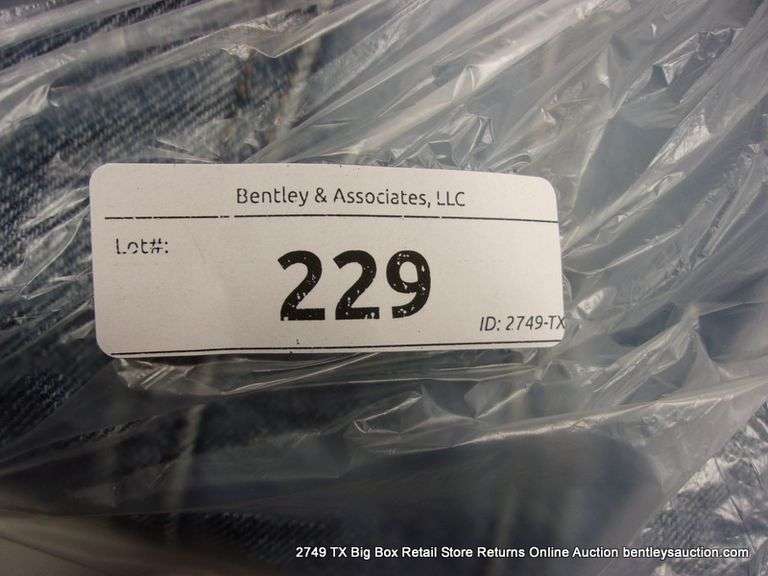 Bentley & Associates, LLC
Lot#:
229
ID: 2749-TX
2749 TX Big Box Retail Store Returns Online Auction bentleysauction.com